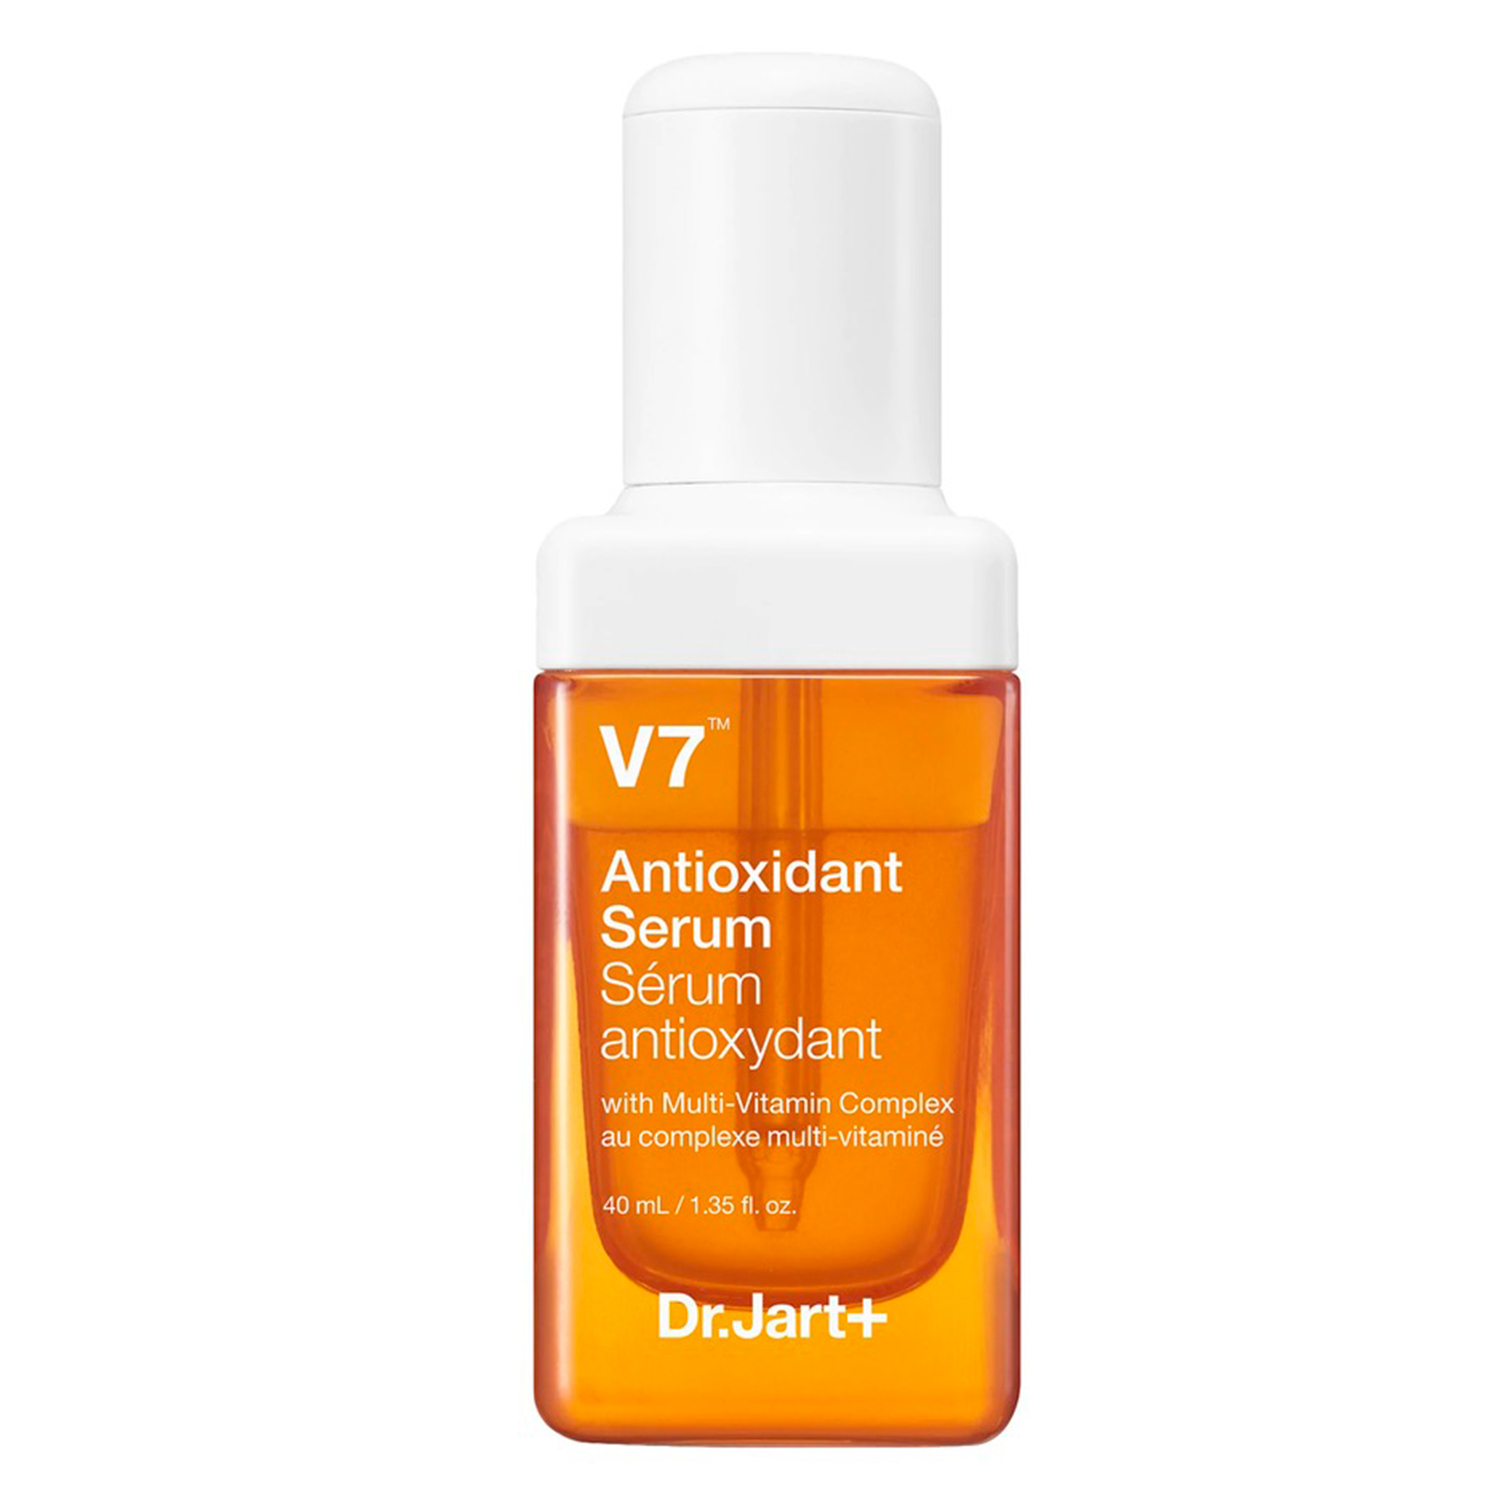 V7™
Antioxidant
Serum
Sérum
antioxydant
with Multi-Vitamin Complex
au complexe multi-vitaminé
40 mL / 1.35 fl. oz.
Dr.Jart+